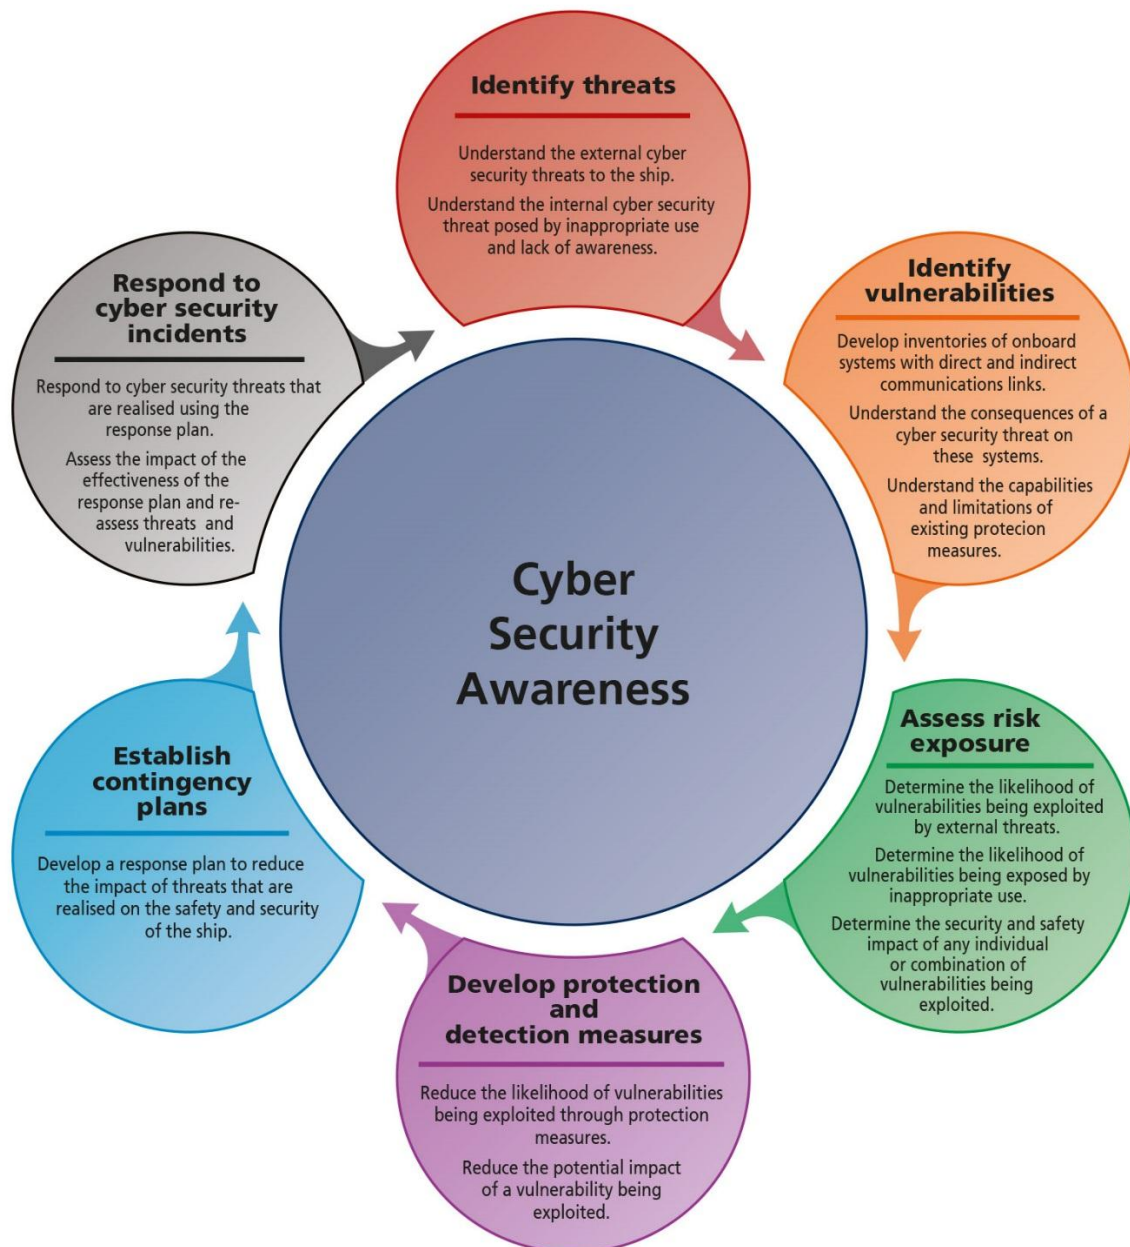 Identify threats
Understand the external cyber
security threats to the ship.
Understand the internal cyber security
threat posed by inappropriate use
and lack of awareness.
Identify
vulnerabilities
Develop inventories of onboard
systems with direct and indirect
communications links.
Understand the consequences of a
cyber security threat on
these systems.
Understand the capabilities
and limitations of
existing protecion
measures.
Assess risk
exposure
Determine the likelihood of
vulnerabilities being exploited
by external threats.
Determine the likelihood of
vulnerabilities being exposed by
inappropriate use.
Determine the security and safety
impact of any individual
or combination of
vulnerabilities being
exploited.
Develop protection
and
detection measures
Reduce the likelihood of vulnerabilities
being exploited through protection
measures.
Reduce the potential impact
of a vulnerability being
exploited.
Establish
contingency
plans
Develop a response plan to reduce
the impact of threats that are
realised on the safety and security
of the ship.
Respond to
cyber security
incidents
Respond to cyber security threats that
are realised using the
response plan.
Assess the impact of the
effectiveness of the
response plan and re-
assess threats and
vulnerabilities.
Cyber
Security
Awareness